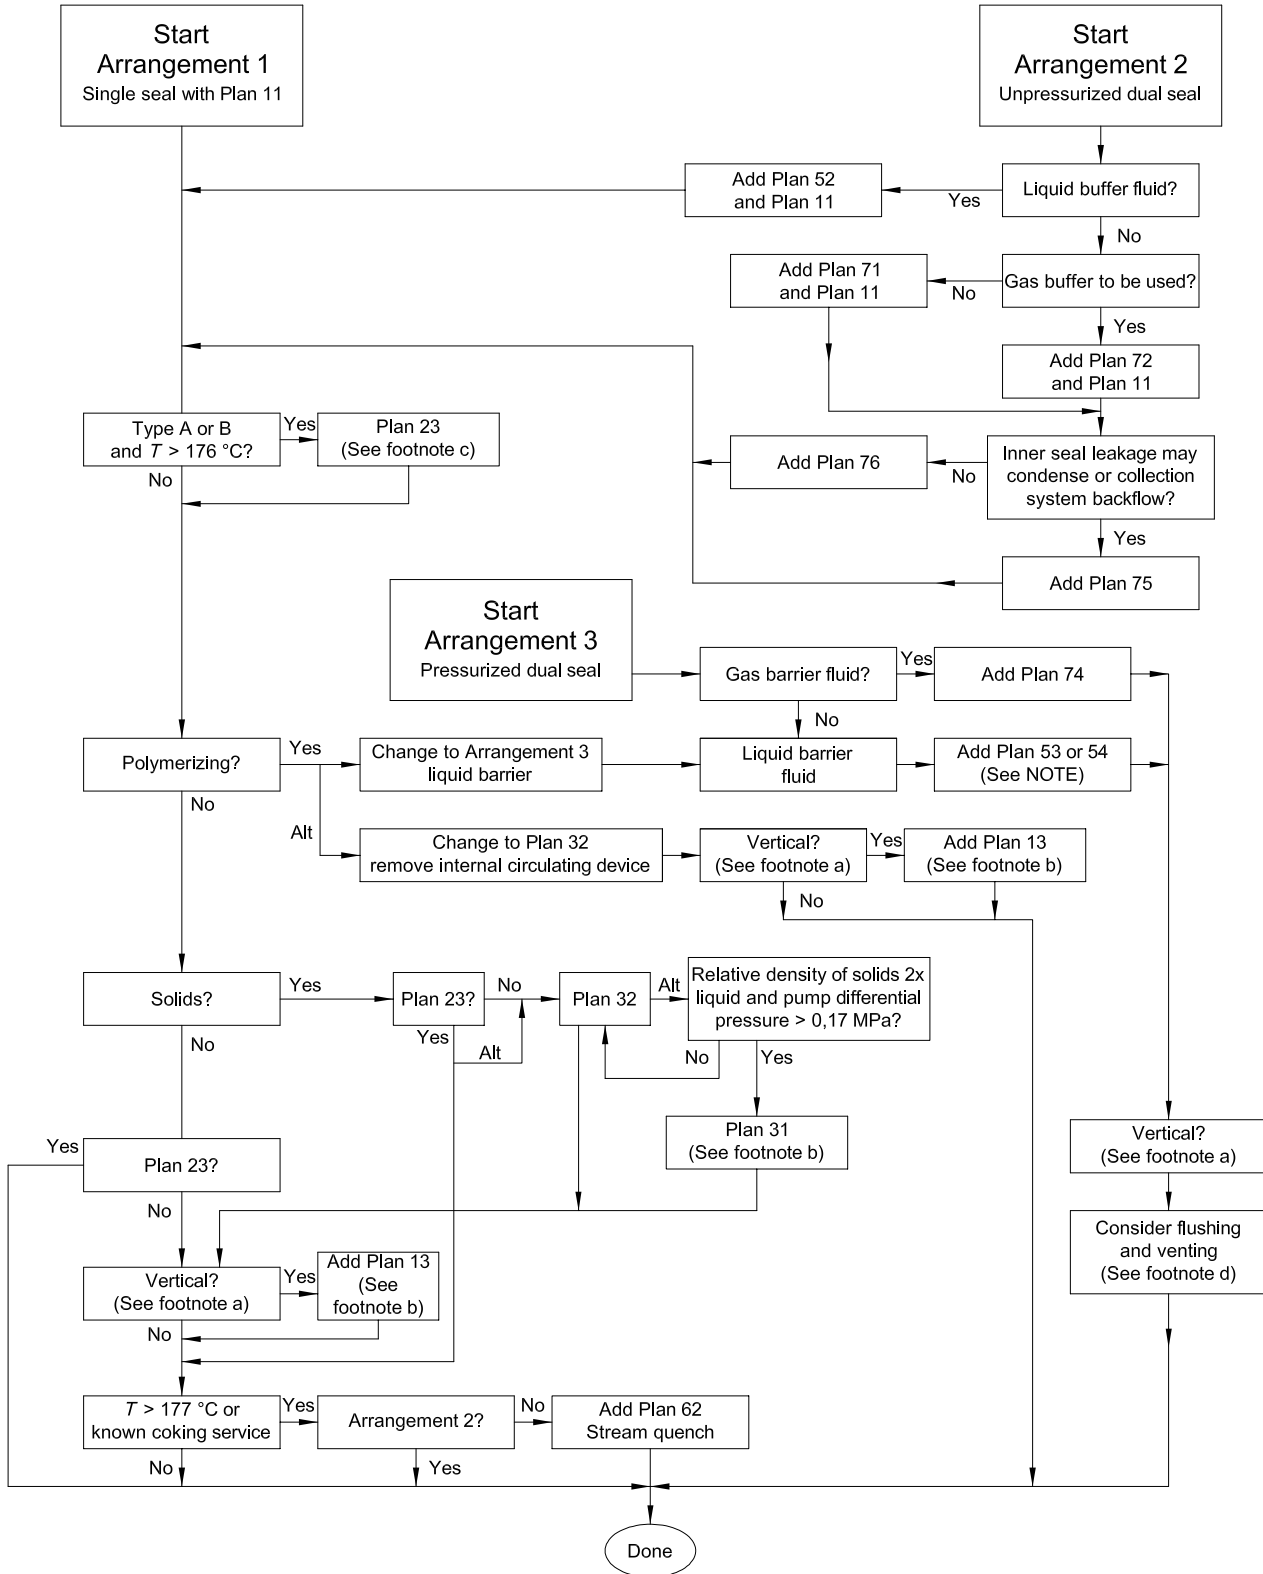 Start
Arrangement 1
Single seal with Plan 11
Start
Arrangement 2
Unpressurized dual seal
Add Plan 52
and Plan 11
Yes
Liquid buffer fluid?
No
Add Plan 71
and Plan 11
No
Gas buffer to be used?
Yes
Add Plan 72
and Plan 11
Type A or B
and T > 176 °C?
Yes
Plan 23
(See footnote c)
No
Add Plan 76
No
Inner seal leakage may
condense or collection
system backflow?
Yes
Add Plan 75
Start
Arrangement 3
Pressurized dual seal
Gas barrier fluid?
Yes
Add Plan 74
No
Polymerizing?
Yes
Change to Arrangement 3
liquid barrier
Liquid barrier
fluid
Add Plan 53 or 54
(See NOTE)
No
Alt
Change to Plan 32
remove internal circulating device
Vertical?
(See footnote a)
Yes
Add Plan 13
(See footnote b)
No
Solids?
Yes
Plan 23?
No
Plan 32
Alt
Relative density of solids 2x
liquid and pump differential
pressure > 0,17 MPa?
No
Yes
Alt
No
Yes
Plan 31
(See footnote b)
Yes
Plan 23?
No
Vertical?
(See footnote a)
Consider flushing
and venting
(See footnote d)
Vertical?
(See footnote a)
Yes
Add Plan 13
(See
footnote b)
No
T > 177 °C or
known coking service
Yes
Arrangement 2?
No
Add Plan 62
Stream quench
No
Yes
Done